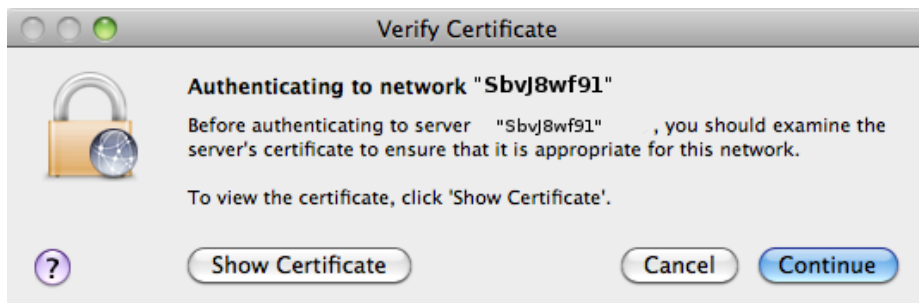 Verify Certificate
Authenticating to network "SbvJ8wf91"
Before authenticating to server "SbvJ8wf91" , you should examine the
server's certificate to ensure that it is appropriate for this network.
To view the certificate, click 'Show Certificate'.
? Show Certificate Cancel Continue